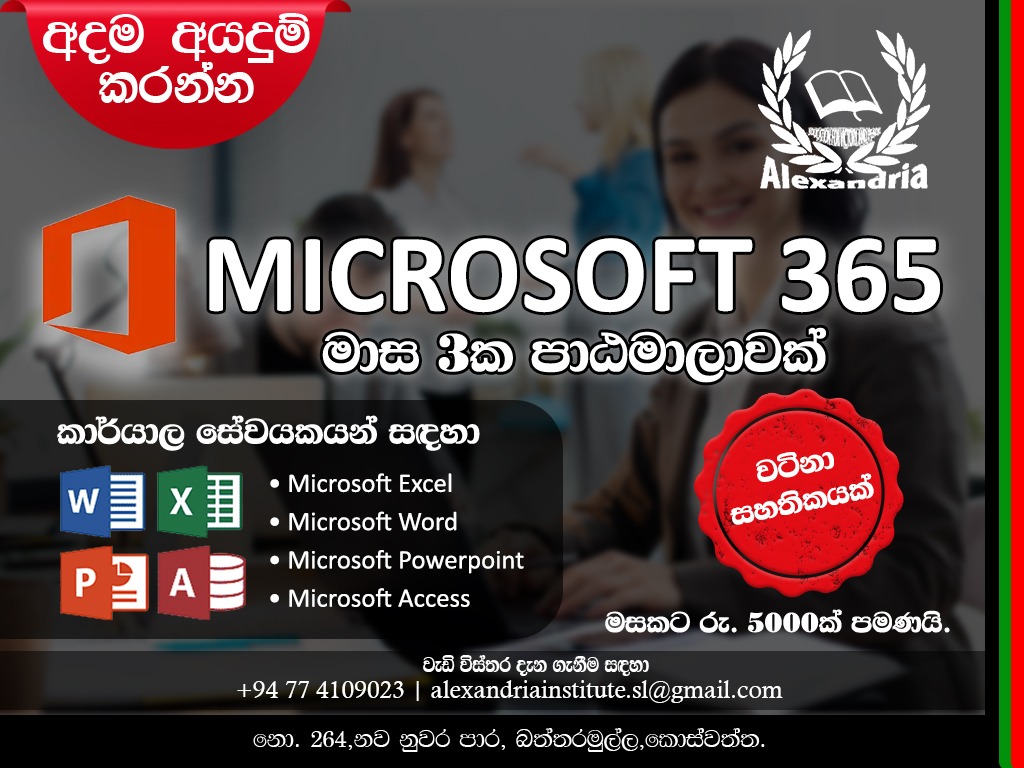 අදම අයදුම්
කරන්න
Alexandria
MICROSOFT 365
මාස 3ක පාඨමාලාවක්
කාර්යාල සේවයකයන් සඳහා
W X
P A
• Microsoft Excel
• Microsoft Word
• Microsoft Powerpoint
• Microsoft Access
වටිනා
සහතිකයක්
මසකට රු. 5000ක් පමණයි.
වැඩි විස්තර දැන ගැනීම සඳහා
+94 77 4109023 | alexandriainstitute.sl@gmail.com
නො. 264,නව නුවර පාර, බත්තරමුල්ල,කොස්වත්ත.